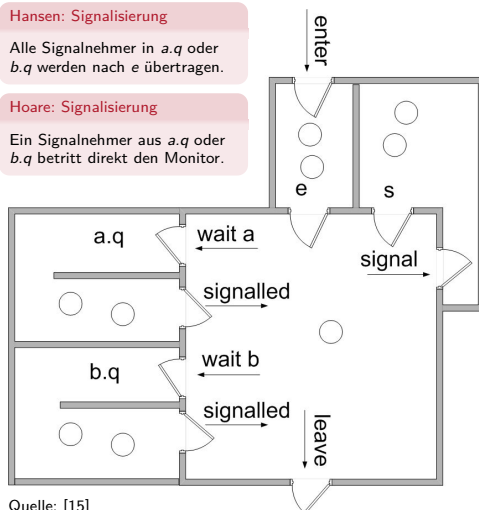 Hansen: Signalisierung
Alle Signalnehmer in a.q oder
b.q werden nach e übertragen.
Hoare: Signalisierung
Ein Signalnehmer aus a.q oder
b.q betritt direkt den Monitor.
enter
e
s
a.q
wait a
signal
signalled
b.q
wait b
signalled
leave
Quelle: [15]